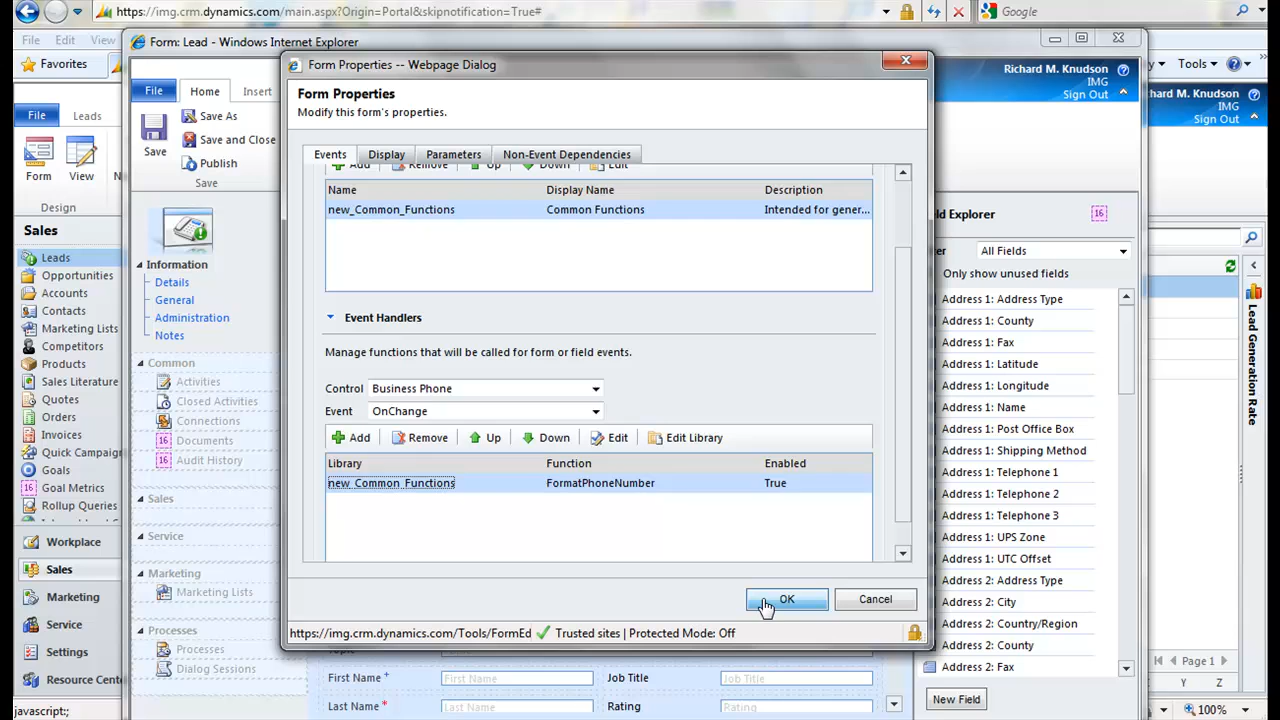 https://img.crm.dynamics.com/main.aspx?Origin=Portal&skipnotification=True#
Google
File Edit View
Form: Lead - Windows Internet Explorer
Favorites
Tools
Form Properties -- Webpage Dialog
Richard M. Knudson
IMG
Sign Out
hard M. Knudson
IMG
Sign Out
File Leads
Form
View
Design
File Home Insert
Save
Save As
Save and Close
Publish
Save
Form Properties
Modify this form's properties.
Events Display Parameters Non-Event Dependencies
Add Remove Up Down Edit
Name Display Name Description
new_Common_Functions Common Functions Intended for gener...
Event Handlers
Manage functions that will be called for form or field events.
Control Business Phone
Event OnChange
Add Remove Up Down Edit Edit Library
Library Function Enabled
new_Common_Functions FormatPhoneNumber True
OK Cancel
https://img.crm.dynamics.com/Tools/FormEd Trusted sites | Protected Mode: Off
Sales
Leads
Opportunities
Accounts
Contacts
Marketing Lists
Competitors
Products
Sales Literature
Quotes
Orders
Invoices
Quick Campaign
Goals
16 Goal Metrics
Rollup Queries
Workplace
Sales
Marketing
Service
Settings
Resource Cent
javascript:;
Information
Details
General
Administration
Notes
Common
Activities
Closed Activities
Connections
16 Documents
16 Audit History
Sales
Service
Marketing
Marketing Lists
Processes
Processes
Dialog Sessions
Topic
First Name First Name Job Title Job Title
Last Name * Last Name Rating Rating
ld Explorer 16
er All Fields
Only show unused fields
Address 1: Address Type
Address 1: County
Address 1: Fax
Address 1: Latitude
Address 1: Longitude
Address 1: Name
Address 1: Post Office Box
Address 1: Shipping Method
Address 1: Telephone 1
Address 1: Telephone 2
Address 1: Telephone 3
Address 1: UPS Zone
Address 1: UTC Offset
Address 2: Address Type
Address 2: City
Address 2: Country/Region
Address 2: County
Address 2: Fax
New Field
Lead Generation Rate
Page 1
Y Z
100%